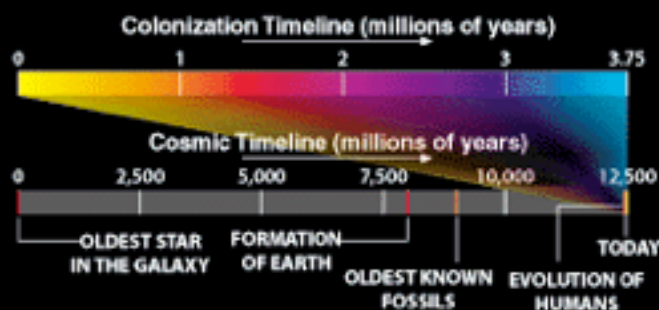 Colonization Timeline (millions of years)
0 1 2 3 3.75
Cosmic Timeline (millions of years)
0 2,500 5,000 7,500 10,000 12,500
OLDEST STAR
IN THE GALAXY
FORMATION
OF EARTH
OLDEST KNOWN
FOSSILS
EVOLUTION OF
HUMANS
TODAY